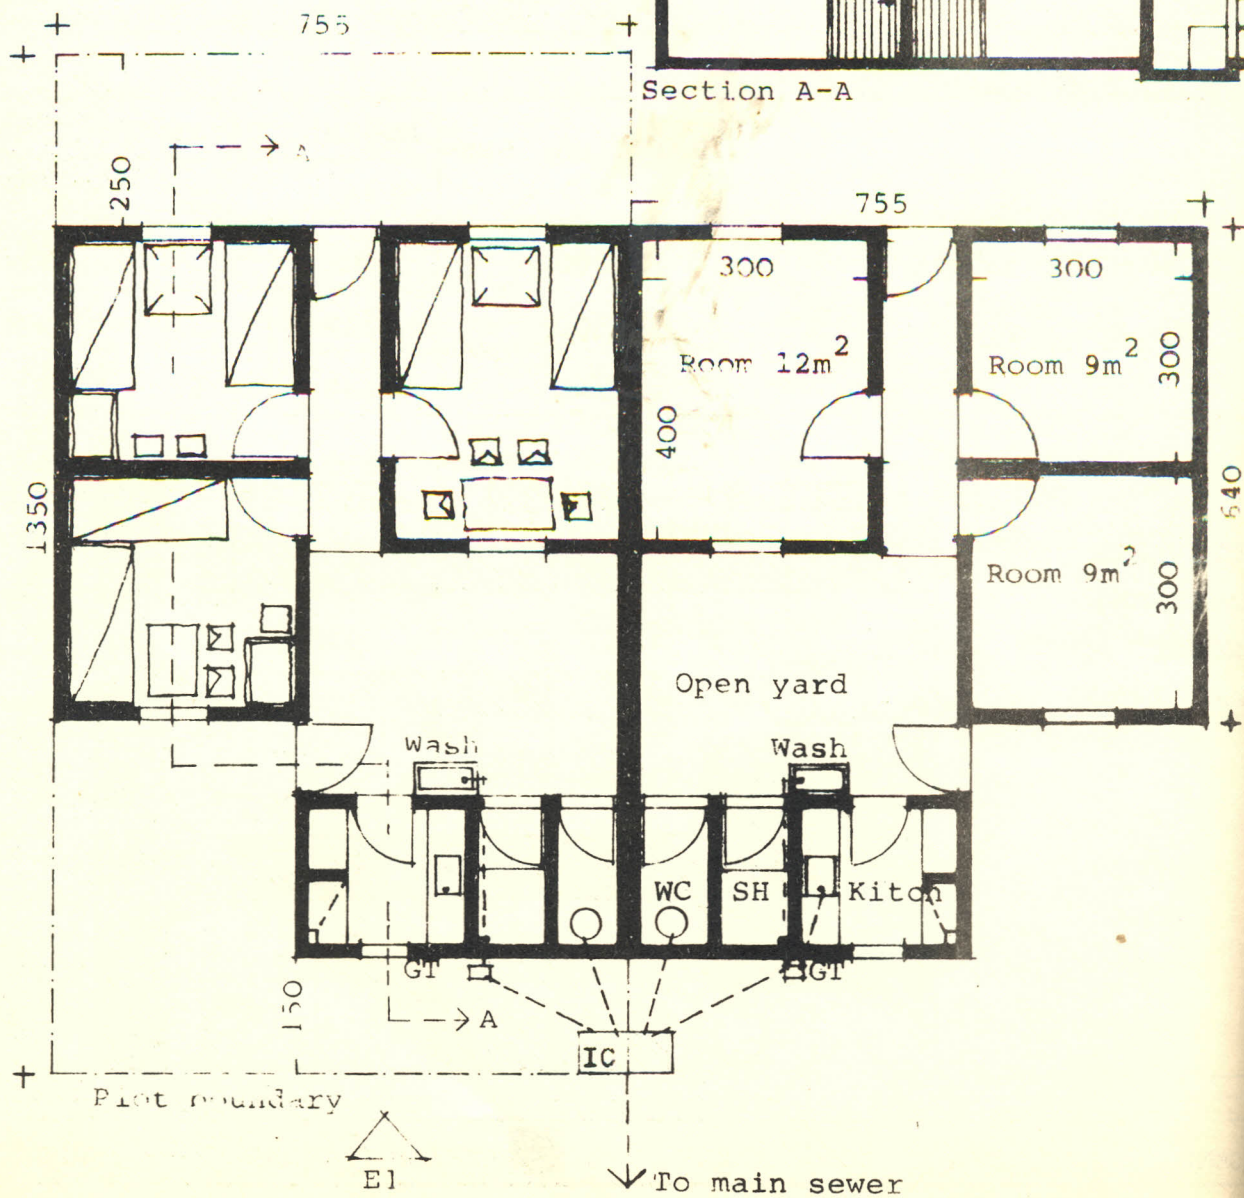 755
Section A-A
A
250
755
300
300
Room 12m²
Room 9m²
300
400
1350
640
Room 9m²
300
Open yard
Wash
Wash
WC
SH
Kitch
GT
GT
150
A
IC
Plot boundary
E1
To main sewer